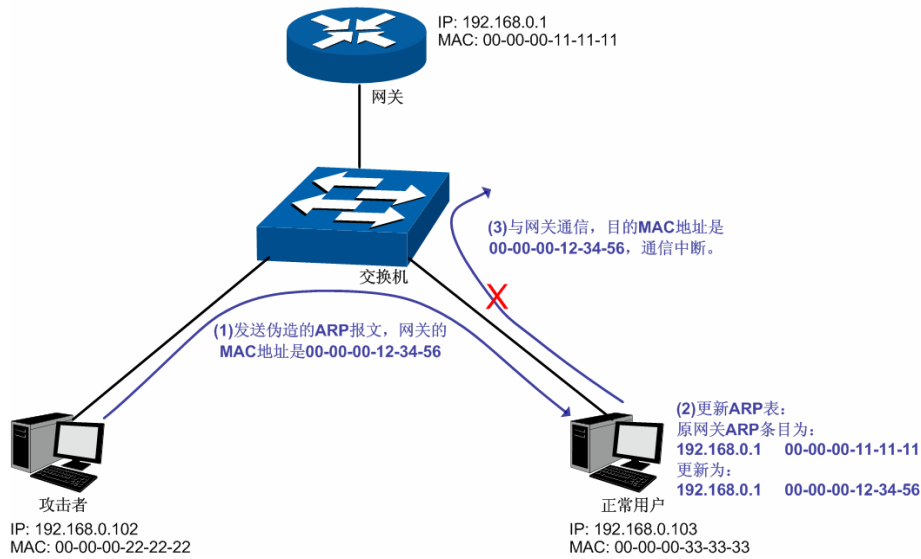 IP: 192.168.0.1
MAC: 00-00-00-11-11-11
网关
(3)与网关通信，目的MAC地址是
00-00-00-12-34-56，通信中断。
交换机
X
(1)发送伪造的ARP报文，网关的
MAC地址是00-00-00-12-34-56
(2)更新ARP表：
原网关ARP条目为：
192.168.0.1 00-00-00-11-11-11
更新为：
192.168.0.1 00-00-00-12-34-56
攻击者
IP: 192.168.0.102
MAC: 00-00-00-22-22-22
正常用户
IP: 192.168.0.103
MAC: 00-00-00-33-33-33